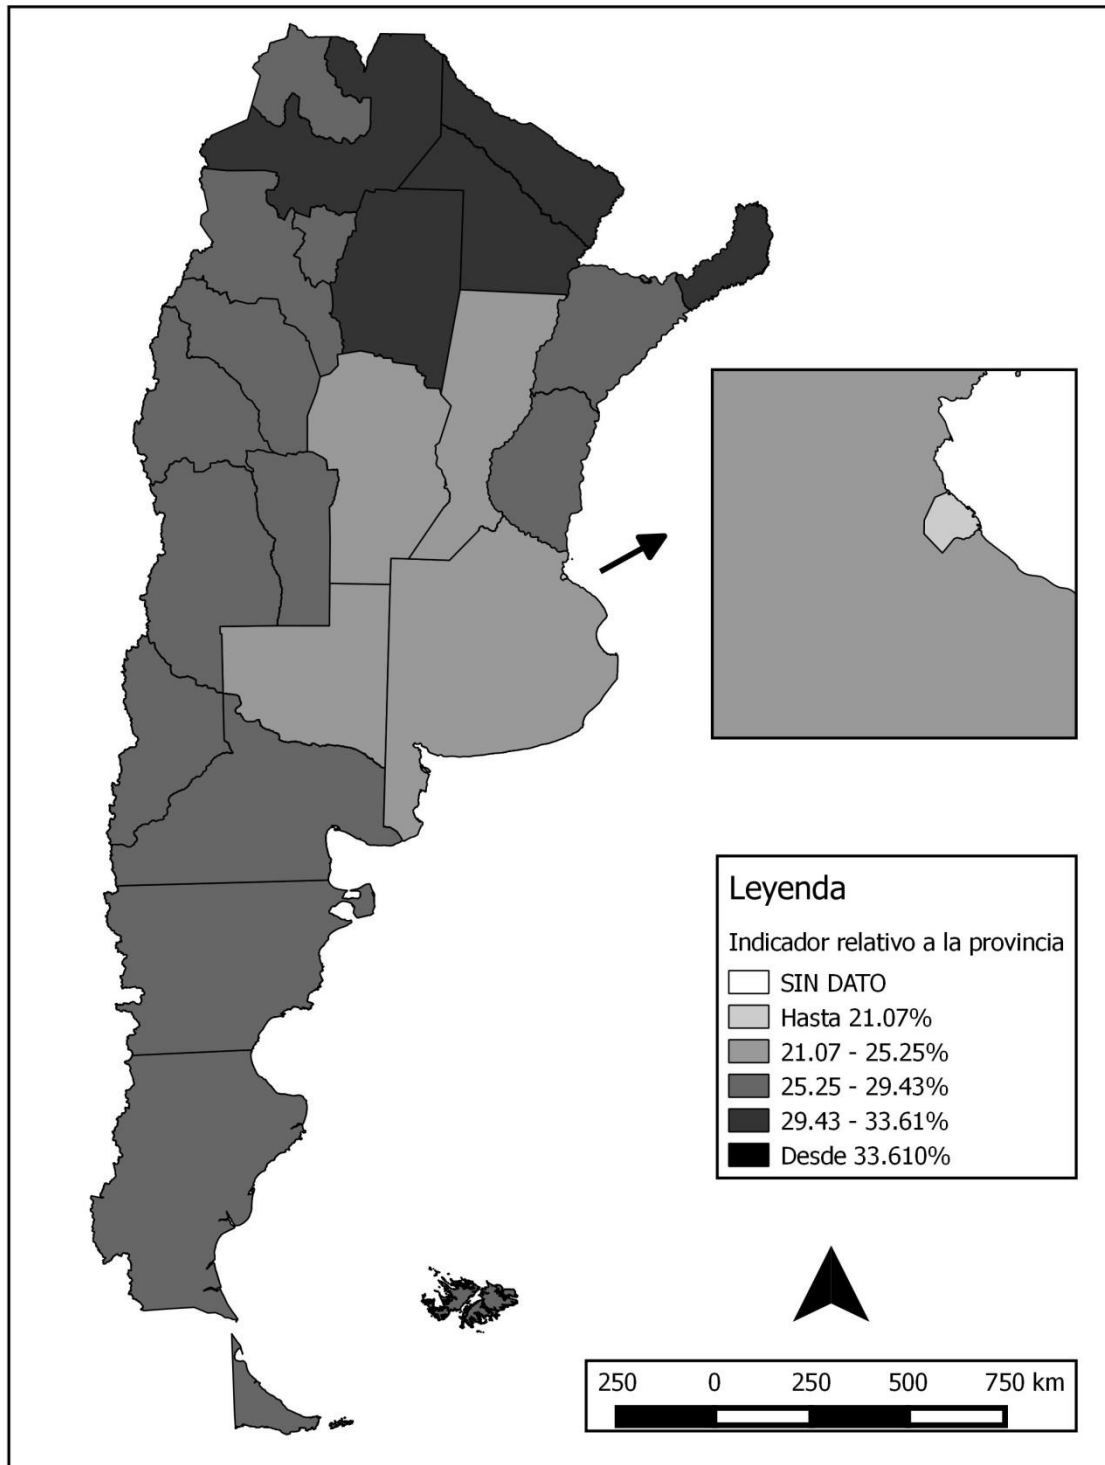 Leyenda
Indicador relativo a la provincia
SIN DATO
Hasta 21.07%
21.07 - 25.25%
25.25 - 29.43%
29.43 - 33.61%
Desde 33.610%
250 0 250 500 750 km